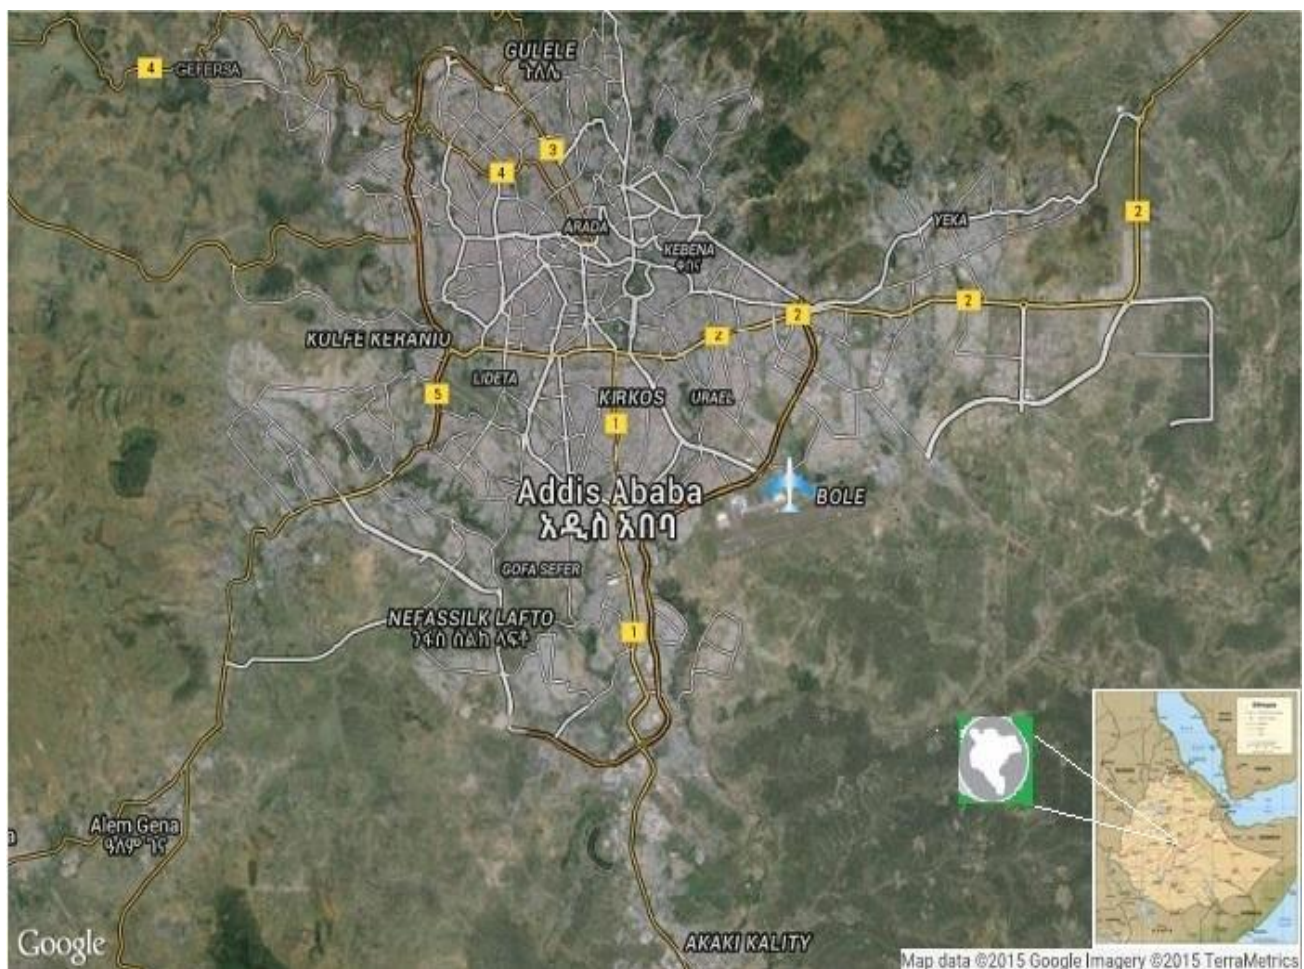 GULELE
ጉለሌ
4
GEFERSA
3
4
2
YEKA
ARADA
KEBENA
ቀበና
2
2
2
KOLFE KERANIO
LIDETA
5
KIRKOS
URAEL
1
Addis Ababa
አዲስ አበባ
BOLE
GOFA SEFER
NEFASSILK LAFTO
ንፋስ ስልክ ላፍቶ
1
Alem Gena
ዓለም ገና
Ethiopia
AKAKI KALITY
Google
Map data ©2015 Google Imagery ©2015 TerraMetrics